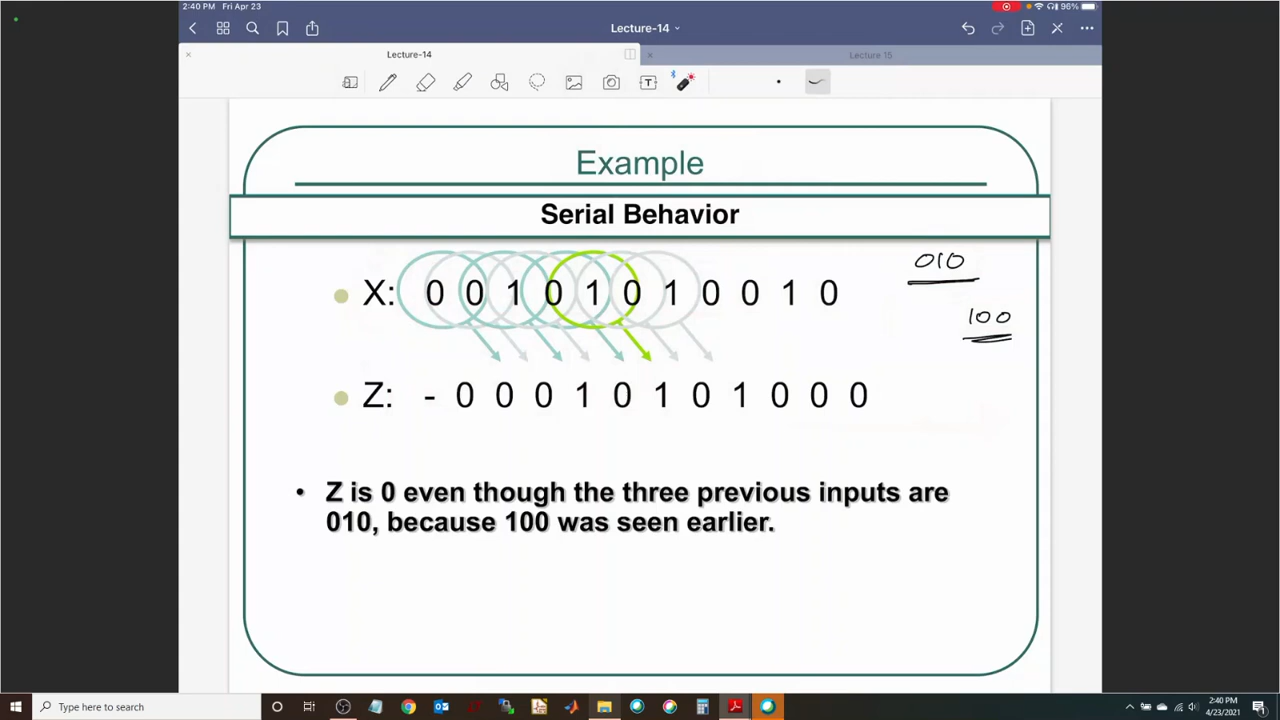 2:40 PM Fri Apr 23
96%
Lecture-14
Lecture-14
Lecture 15
T
Example
Serial Behavior
010
X: 0 0 1 0 1 0 1 0 0 1 0
100
Z: - 0 0 0 1 0 1 0 1 0 0 0
• Z is 0 even though the three previous inputs are
010, because 100 was seen earlier.
Type here to search
2:40 PM
4/23/2021